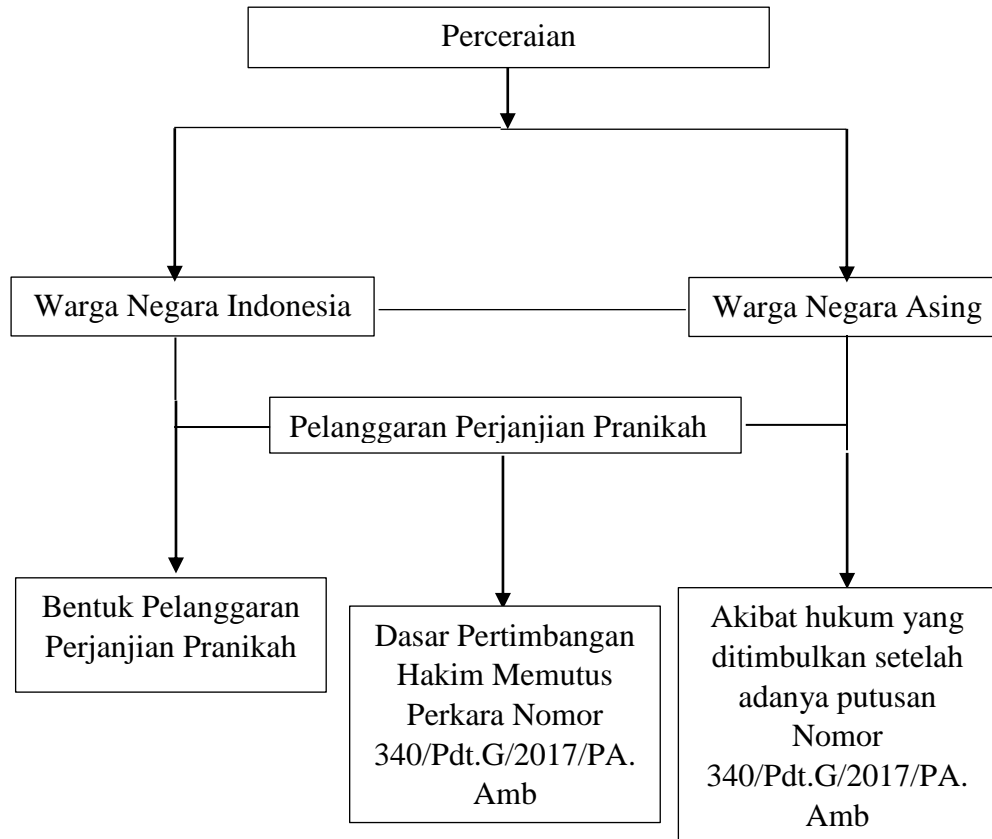 Perceraian
Warga Negara Indonesia
Warga Negara Asing
Pelanggaran Perjanjian Pranikah
Bentuk Pelanggaran
Perjanjian Pranikah
Dasar Pertimbangan
Hakim Memutus
Perkara Nomor
340/Pdt.G/2017/PA.
Amb
Akibat hukum yang
ditimbulkan setelah
adanya putusan
Nomor
340/Pdt.G/2017/PA.
Amb